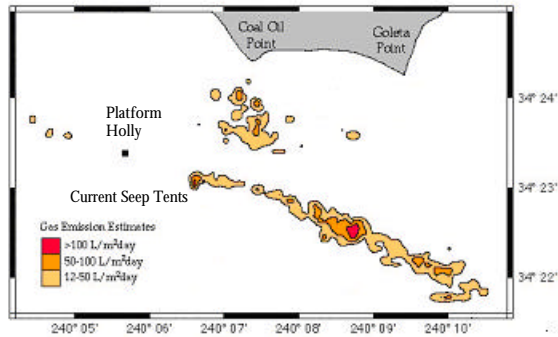 Coal Oil
Point
Goleta
Point
34° 24'
Platform
Holly
34° 23'
Current Seep Tents
Gas Emission Estimates
>100 L/m²day
50-100 L/m²day
12-50 L/m²day
34° 22'
240° 05' 240° 06' 240° 07' 240° 08' 240° 09' 240° 10'